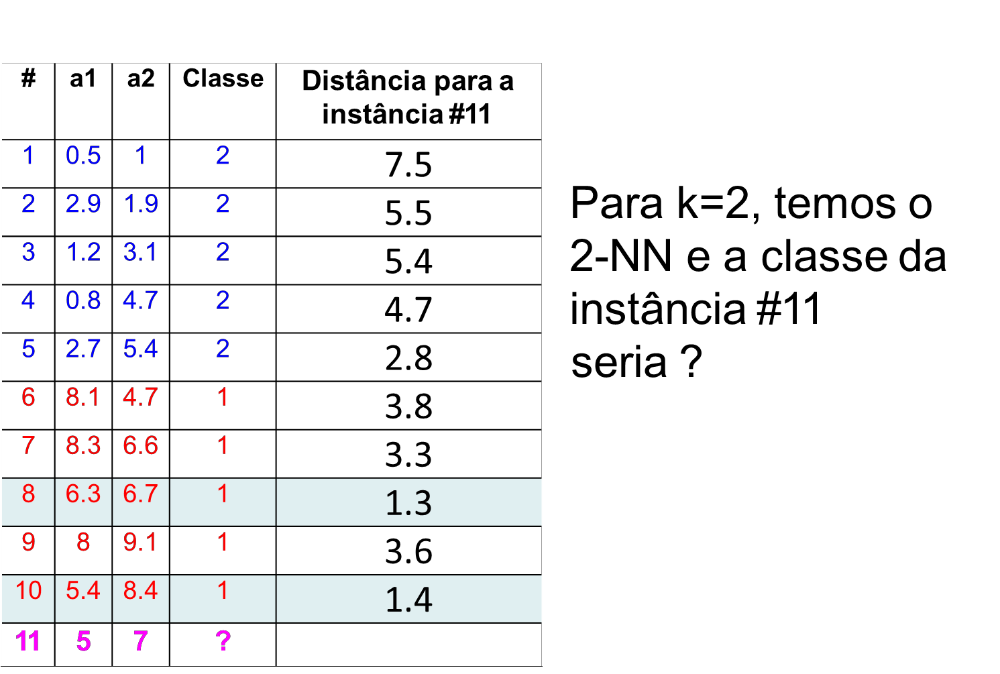 # a1 a2 Classe Distância para a
instância #11
1 0.5 1 2 7.5
2 2.9 1.9 2 5.5
3 1.2 3.1 2 5.4
4 0.8 4.7 2 4.7
5 2.7 5.4 2 2.8
6 8.1 4.7 1 3.8
7 8.3 6.6 1 3.3
8 6.3 6.7 1 1.3
9 8 9.1 1 3.6
10 5.4 8.4 1 1.4
11 5 7 ?
Para k=2, temos o
2-NN e a classe da
instância #11
seria ?